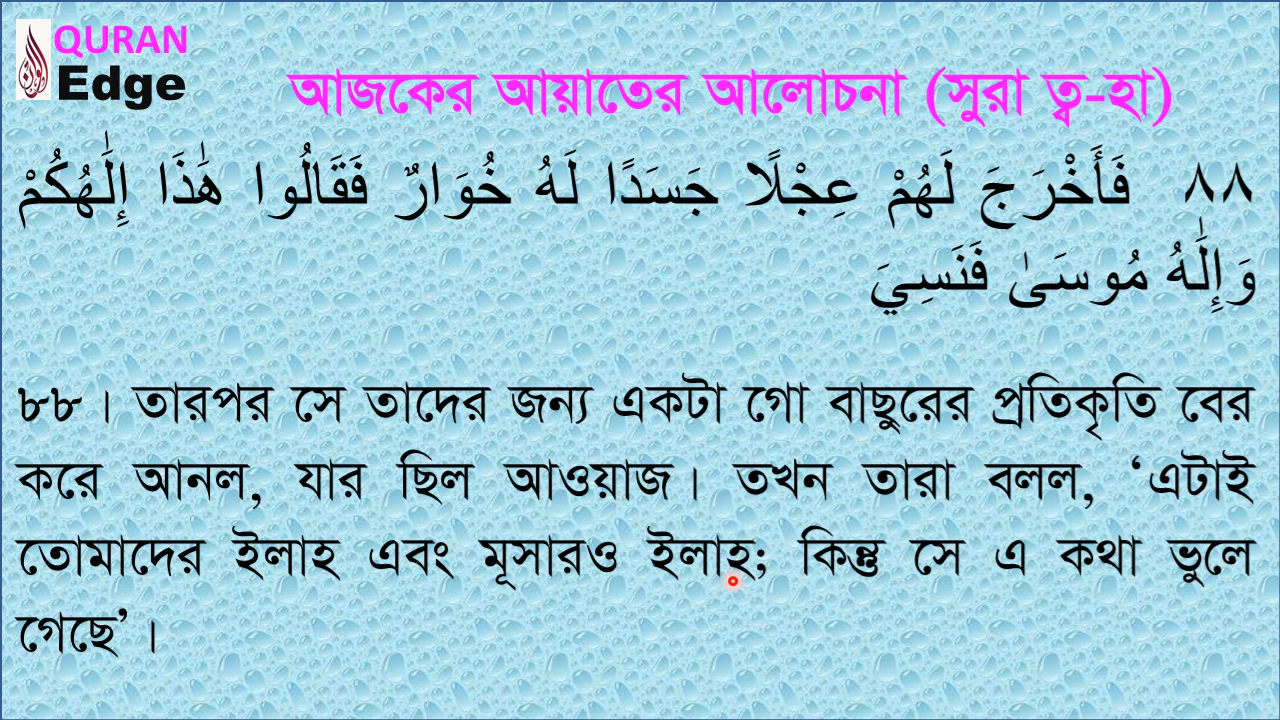 QURAN
Edge
আজকের আয়াতের আলোচনা (সুরা ত্ব-হা)
٨٨ فَأَخْرَجَ لَهُمْ عِجْلًا جَسَدًا لَهُ خُوَارٌ فَقَالُوا هَٰذَا إِلَٰهُكُمْ
وَإِلَٰهُ مُوسَىٰ فَنَسِيَ
৮৮। তারপর সে তাদের জন্য একটা গো বাছুরের প্রতিকৃতি বের
করে আনল, যার ছিল আওয়াজ। তখন তারা বলল, ‘এটাই
তোমাদের ইলাহ এবং মূসারও ইলাহ; কিন্তু সে এ কথা ভুলে
গেছে’।